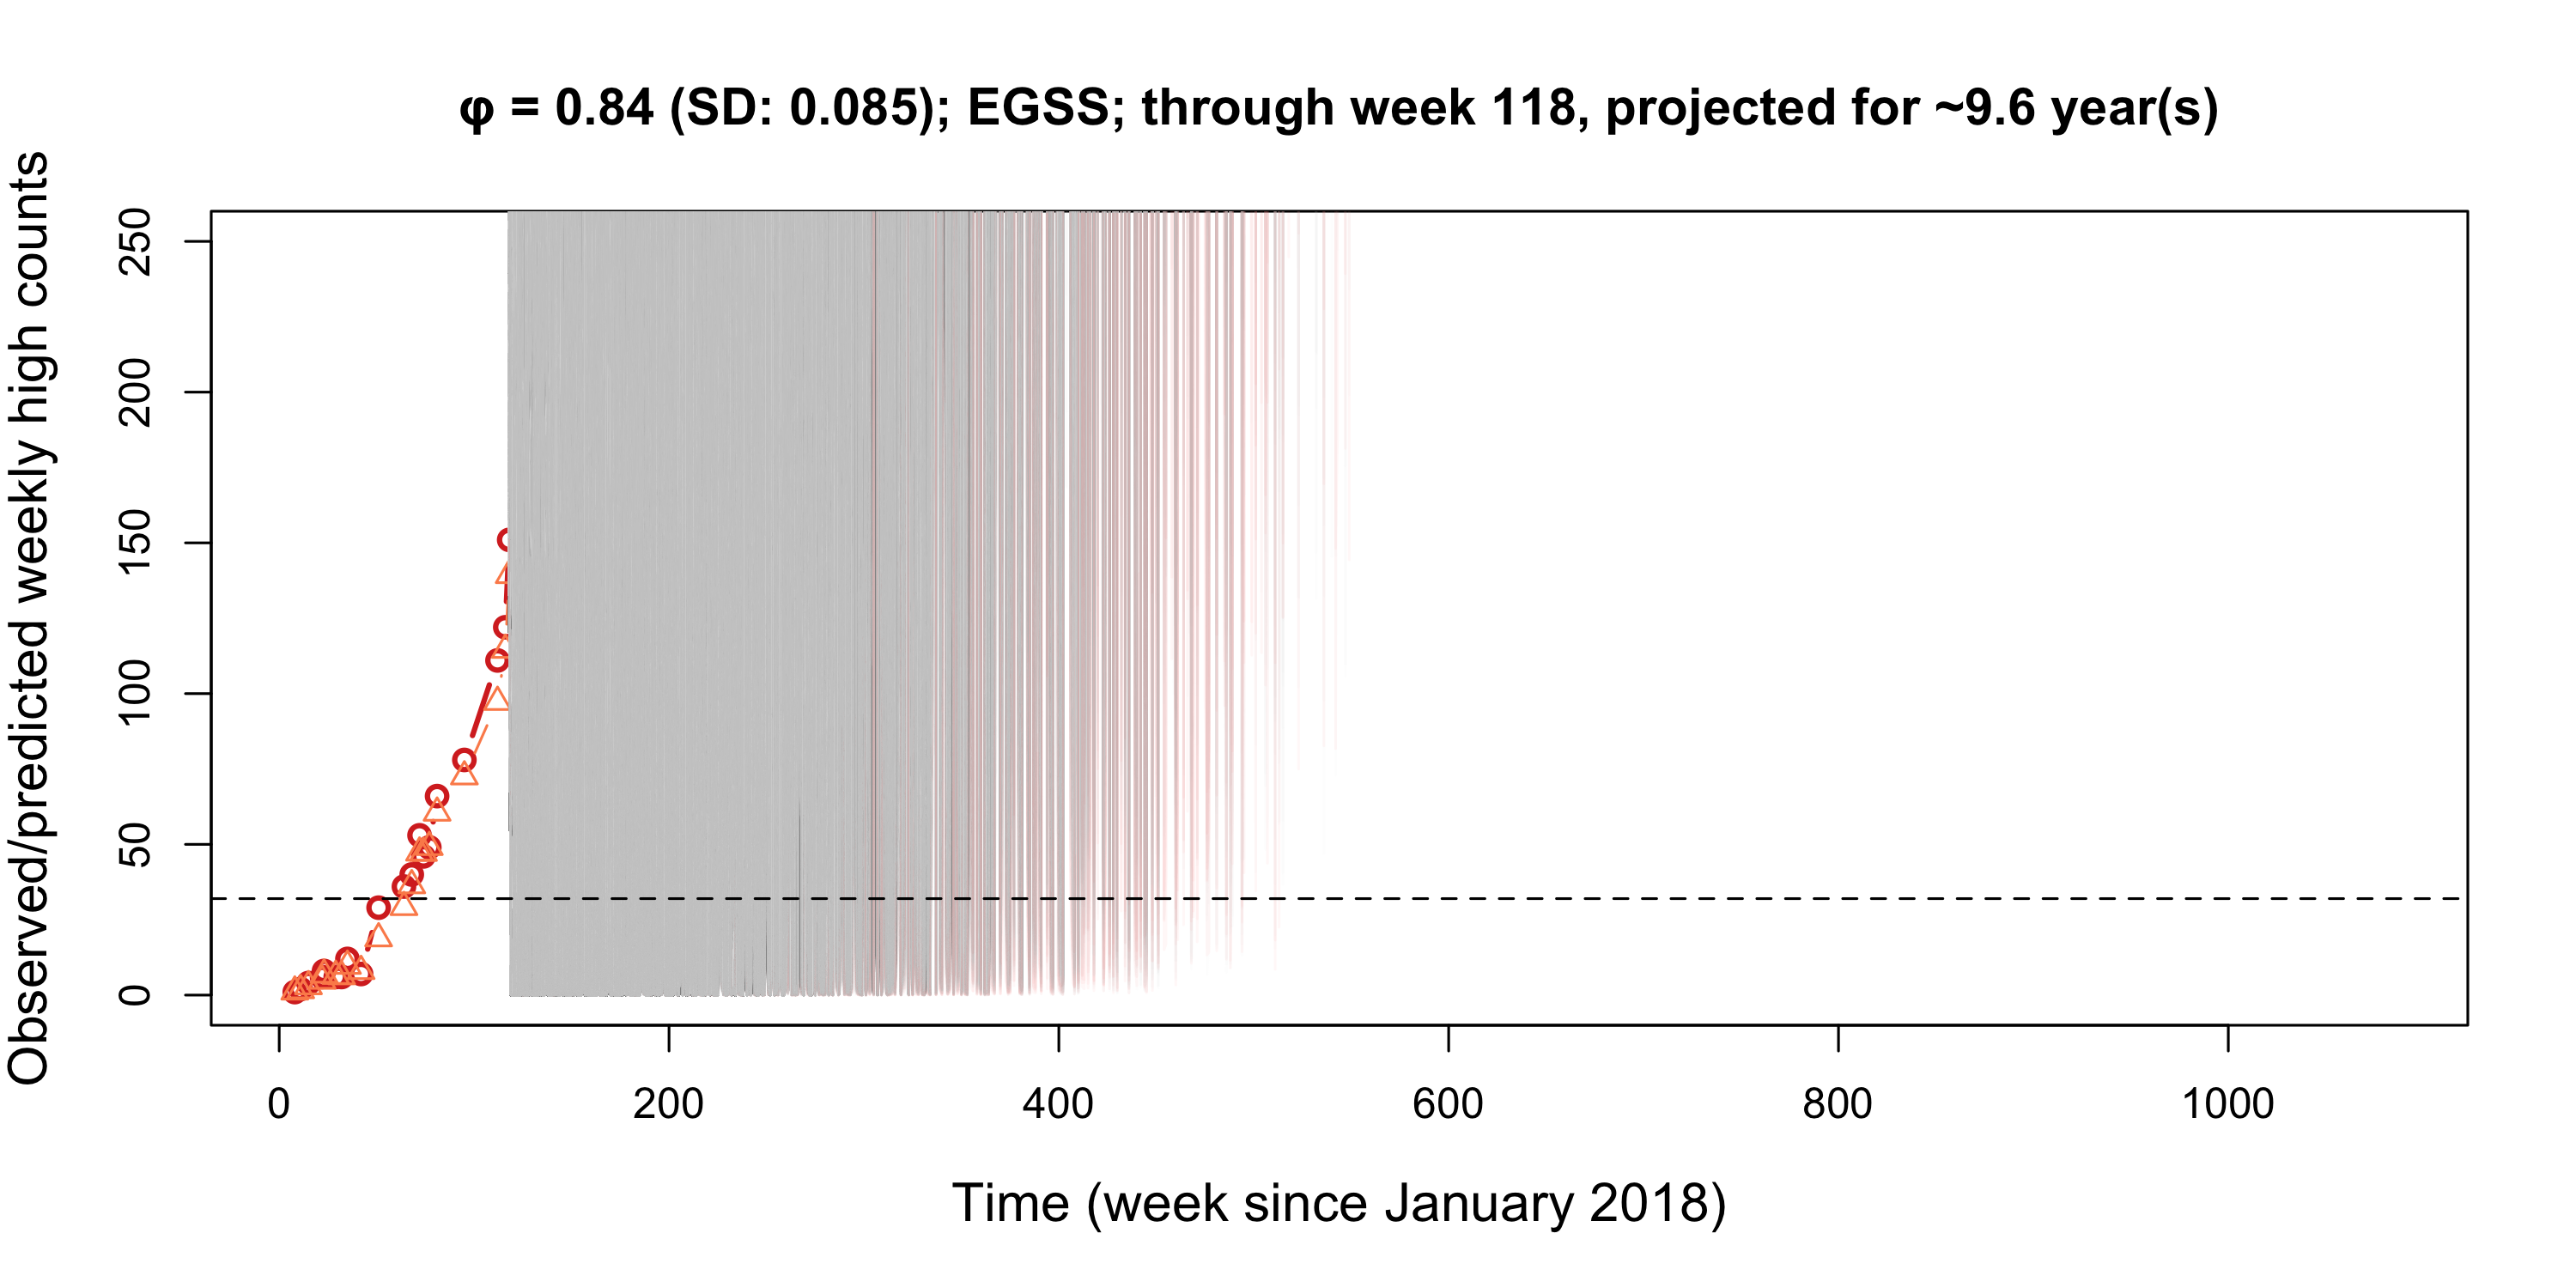 φ = 0.84 (SD: 0.085); EGSS; through week 118, projected for ~9.6 year(s)
Observed/predicted weekly high counts
250
200
150
100
50
0
0 200 400 600 800 1000
Time (week since January 2018)